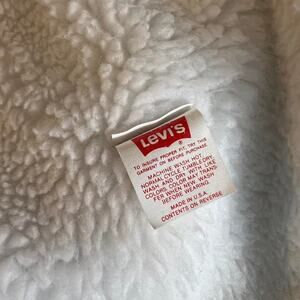 LEVI'S
®
TO INSURE PROPER FIT, TRY THIS
GARMENT ON BEFORE PURCHASE.
MACHINE WASH HOT
NORMAL CYCLE TUMBLE DRY
WASH AND DRY WITH LIKE
COLORS, COLOR MAY TRANS-
FER WHEN NEW. WASH
BEFORE WEARING
MADE IN U.S.A.
CONTENTS ON REVERSE